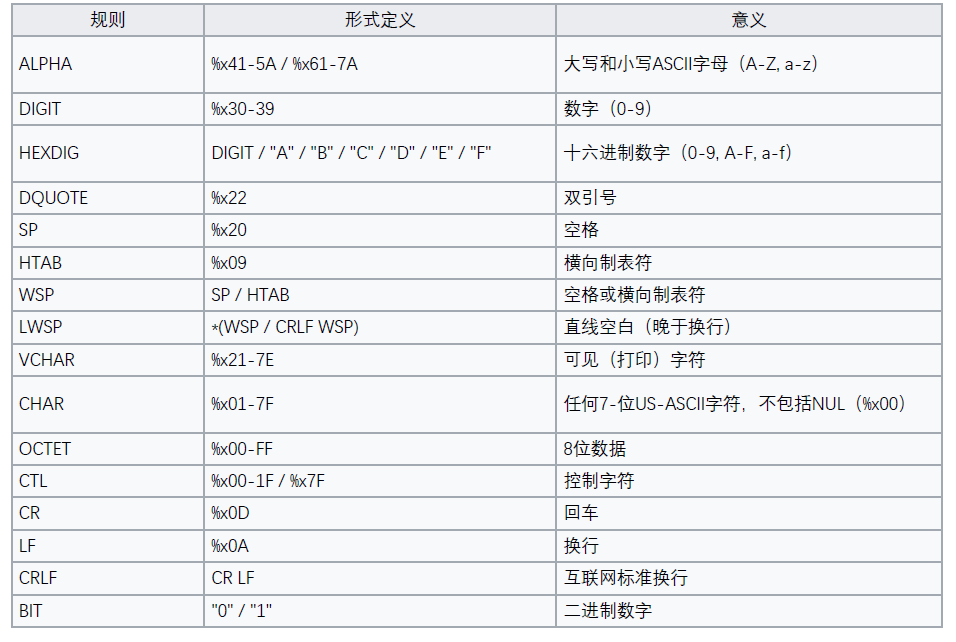 规则 形式定义 意义
ALPHA %x41-5A / %x61-7A 大写和小写ASCII字母（A-Z, a-z）
DIGIT %x30-39 数字（0-9）
HEXDIG DIGIT / "A" / "B" / "C" / "D" / "E" / "F" 十六进制数字（0-9, A-F, a-f）
DQUOTE %x22 双引号
SP %x20 空格
HTAB %x09 横向制表符
WSP SP / HTAB 空格或横向制表符
LWSP *(WSP / CRLF WSP) 直线空白（晚于换行）
VCHAR %x21-7E 可见（打印）字符
CHAR %x01-7F 任何7-位US-ASCII字符，不包括NUL（%x00）
OCTET %x00-FF 8位数据
CTL %x00-1F / %x7F 控制字符
CR %x0D 回车
LF %x0A 换行
CRLF CR LF 互联网标准换行
BIT "0" / "1" 二进制数字